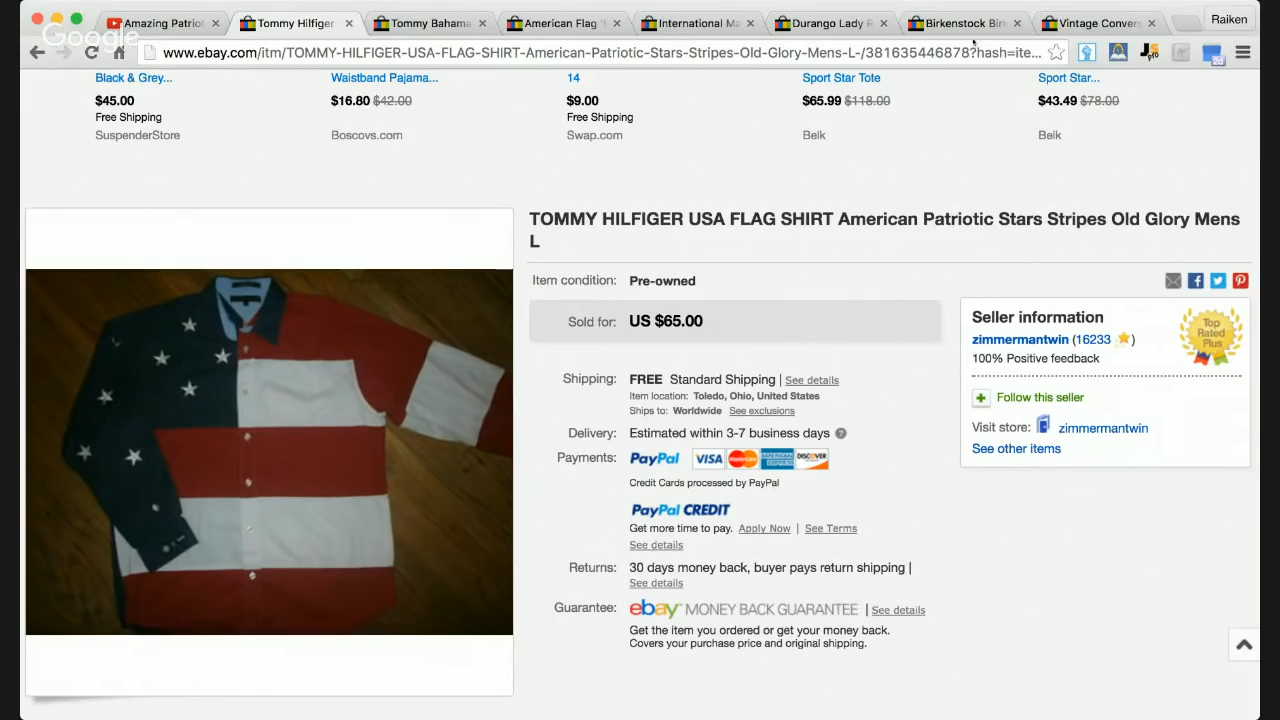 Amazing Patriot
Tommy Hilfiger
Tommy Bahama
American Flag
International Ma
Durango Lady R
Birkenstock Birk
Vintage Convers
Raiken
Google
www.ebay.com/itm/TOMMY-HILFIGER-USA-FLAG-SHIRT-American-Patriotic-Stars-Stripes-Old-Glory-Mens-L-/381635446878?hash=ite...
Black & Grey...
Waistband Pajama...
14
Sport Star Tote
Sport Star...
$45.00
$16.80 $42.00
$9.00
$65.99 $118.00
$43.49 $78.00
Free Shipping
Free Shipping
SuspenderStore
Boscovs.com
Swap.com
Belk
Belk
TOMMY HILFIGER USA FLAG SHIRT American Patriotic Stars Stripes Old Glory Mens
L
Item condition: Pre-owned
Sold for: US $65.00
Shipping: FREE Standard Shipping | See details
Item location: Toledo, Ohio, United States
Ships to: Worldwide See exclusions
Delivery: Estimated within 3-7 business days ?
Payments: PayPal VISA MasterCard AMERICAN EXPRESS DISCOVER
Credit Cards processed by PayPal
PayPal CREDIT
Get more time to pay. Apply Now | See Terms
See details
Returns: 30 days money back, buyer pays return shipping |
See details
Guarantee: ebay MONEY BACK GUARANTEE | See details
Get the item you ordered or get your money back.
Covers your purchase price and original shipping.
Seller information
zimmermantwin (16233 )
100% Positive feedback
Top
Rated
Plus
Follow this seller
Visit store: zimmermantwin
See other items